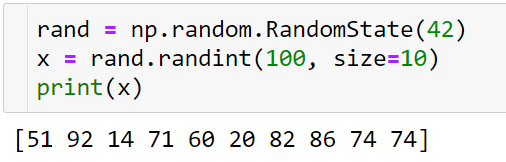 rand = np.random.RandomState(42)
x = rand.randint(100, size=10)
print(x)
[51 92 14 71 60 20 82 86 74 74]